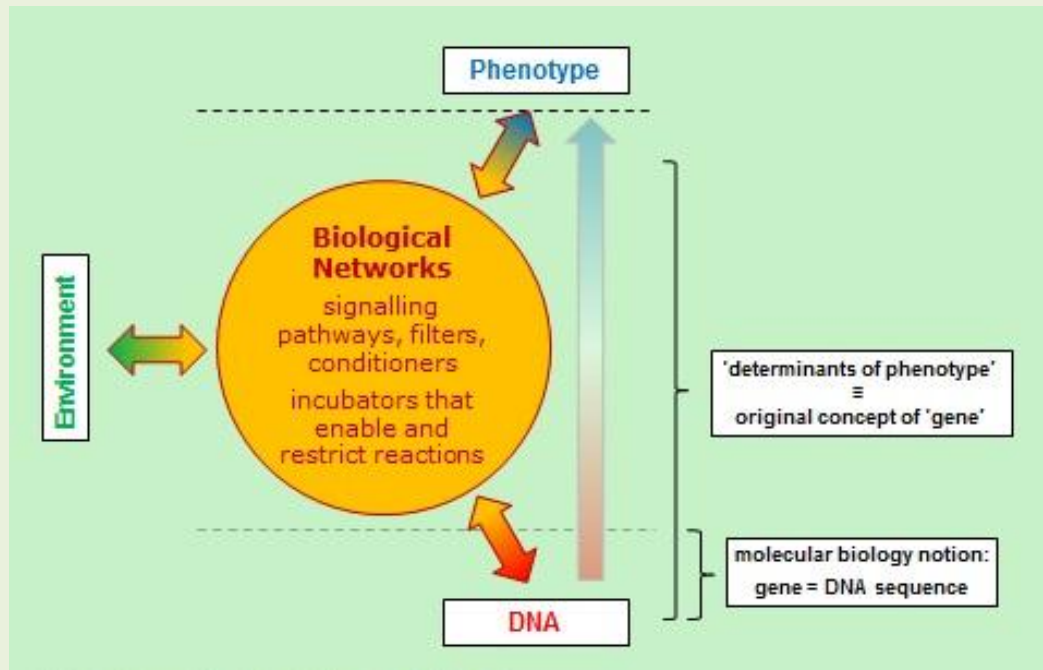 Phenotype
Biological
Networks
signalling
pathways, filters,
conditioners
incubators that
enable and
restrict reactions
Environment
'determinants of phenotype'
≡
original concept of 'gene'
molecular biology notion:
gene = DNA sequence
DNA